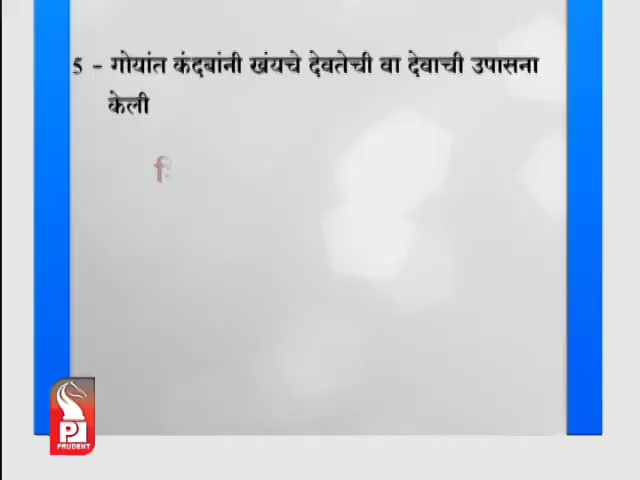 5 - गोयांत कंदबांनी खंयचे देवतेची वा देवाची उपासना
केली
PRUDENT